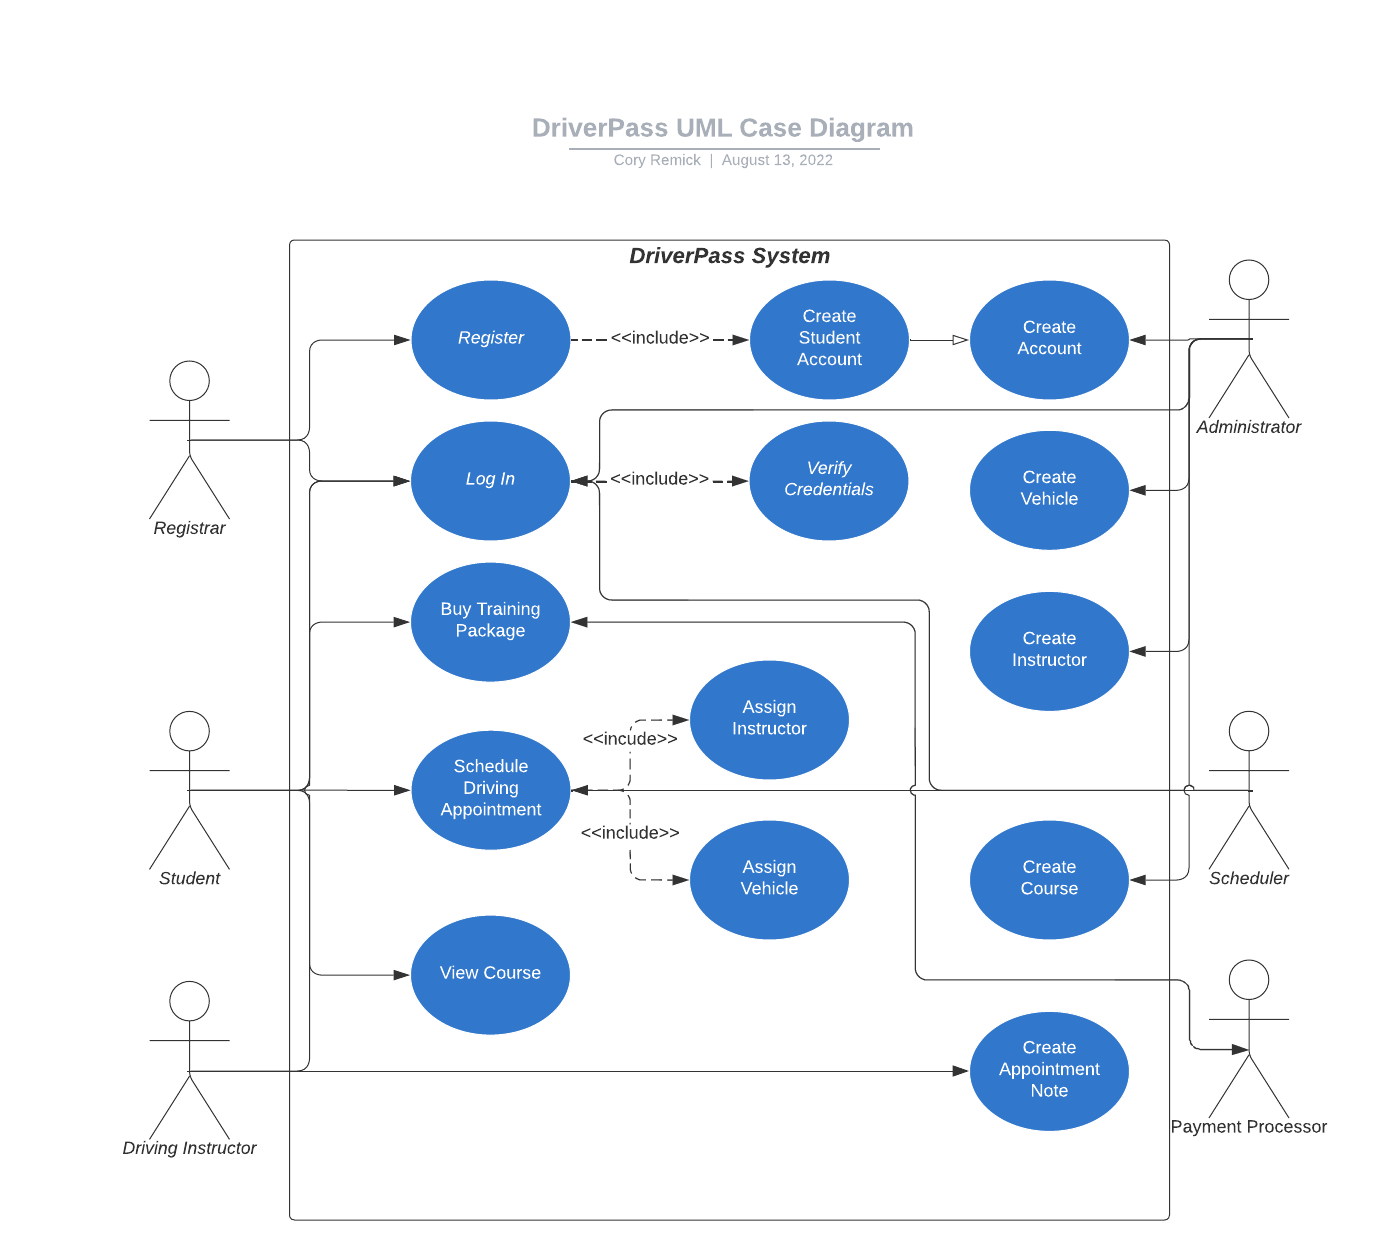 DriverPass UML Case Diagram
Cory Remick | August 13, 2022
DriverPass System
Register
<<include>>
Create
Student
Account
Create
Account
Administrator
Registrar
Log In
<<include>>
Verify
Credentials
Create
Vehicle
Buy Training
Package
Create
Instructor
Assign
Instructor
<<incude>>
Schedule
Driving
Appointment
<<include>>
Student
Assign
Vehicle
Create
Course
Scheduler
View Course
Create
Appointment
Note
Driving Instructor
Payment Processor